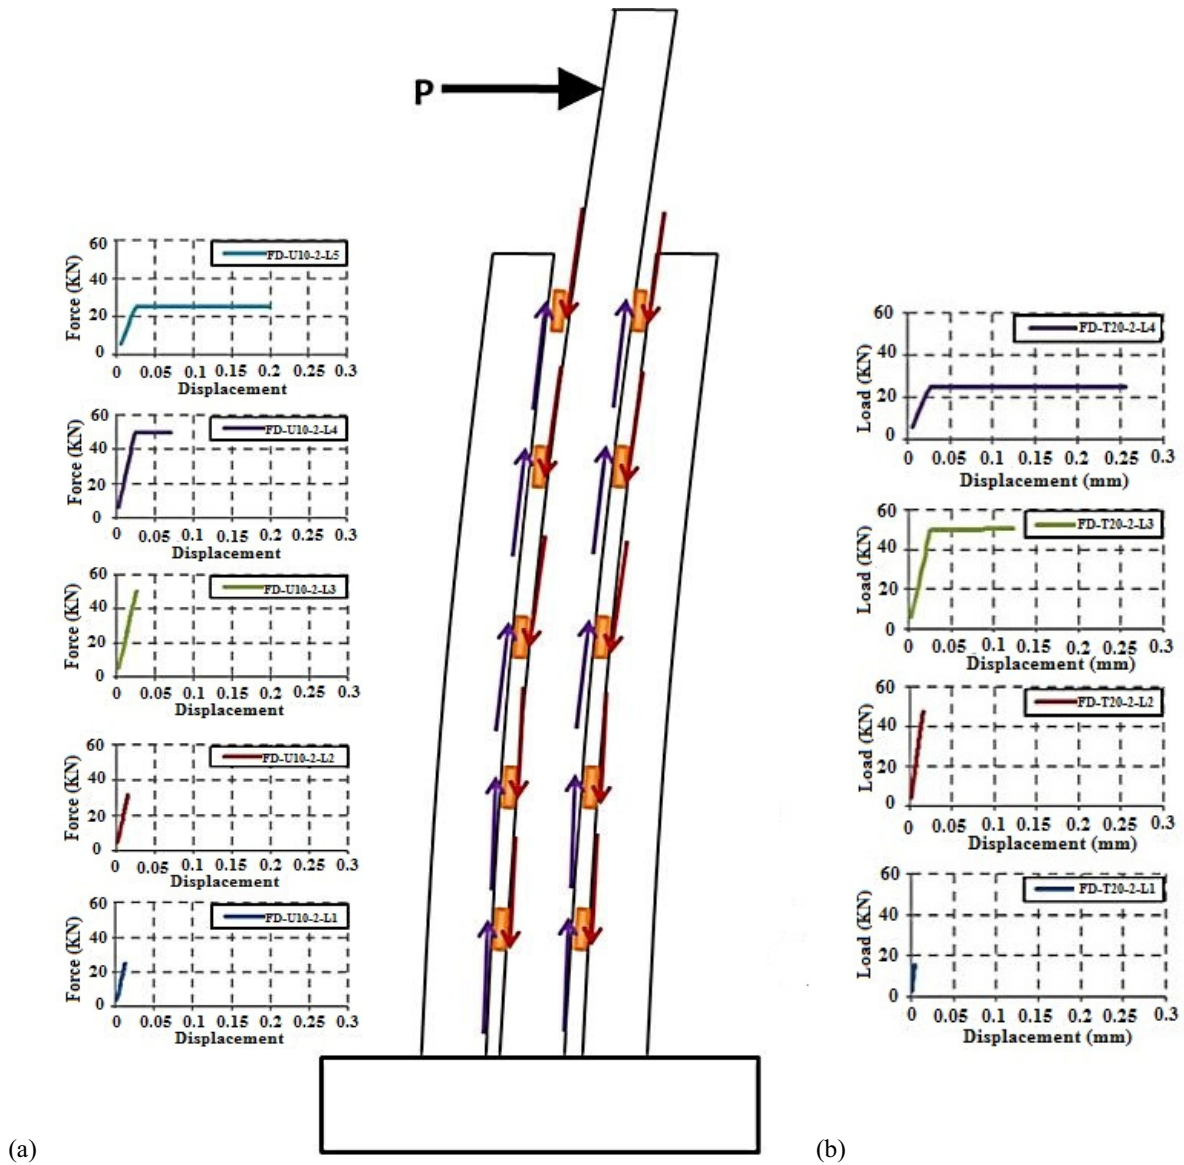 P
60
FD-U10-2-L5
40
20
0
Force (KN)
0 0.05 0.1 0.15 0.2 0.25 0.3
Displacement
60
FD-U10-2-L4
40
20
0
Force (KN)
0 0.05 0.1 0.15 0.2 0.25 0.3
Displacement
60
FD-U10-2-L3
40
20
0
Force (KN)
0 0.05 0.1 0.15 0.2 0.25 0.3
Displacement
60
FD-U10-2-L2
40
20
0
Force (KN)
0 0.05 0.1 0.15 0.2 0.25 0.3
Displacement
60
FD-U10-2-L1
40
20
0
Force (KN)
0 0.05 0.1 0.15 0.2 0.25 0.3
Displacement
(a)
60
FD-T20-2-L4
40
20
0
Load (KN)
0 0.05 0.1 0.15 0.2 0.25 0.3
Displacement (mm)
60
FD-T20-2-L3
40
20
0
Load (KN)
0 0.05 0.1 0.15 0.2 0.25 0.3
Displacement (mm)
60
FD-T20-2-L2
40
20
0
Load (KN)
0 0.05 0.1 0.15 0.2 0.25 0.3
Displacement (mm)
60
FD-T20-2-L1
40
20
0
Load (KN)
0 0.05 0.1 0.15 0.2 0.25 0.3
Displacement (mm)
(b)